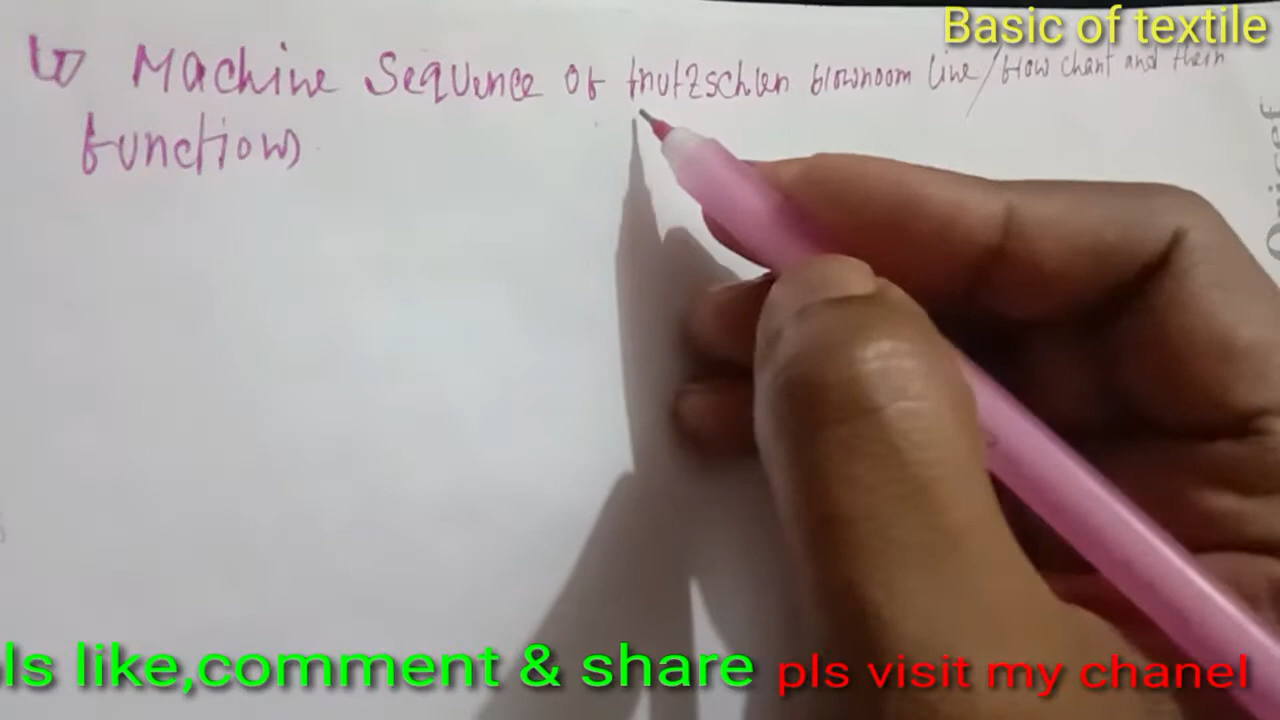 Basic of textile
Machine Sequence of trutzschler blowroom line/flow chart and their
functions
ls like,comment & share pls visit my chanel